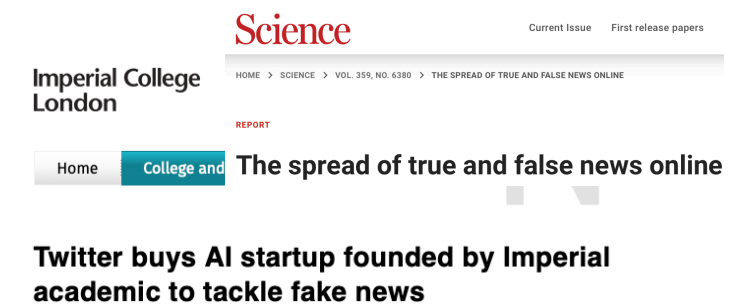 Science
Current Issue First release papers
Imperial College
London
HOME > SCIENCE > VOL. 359, NO. 6380 > THE SPREAD OF TRUE AND FALSE NEWS ONLINE
REPORT
Home College and
The spread of true and false news online
Twitter buys AI startup founded by Imperial
academic to tackle fake news